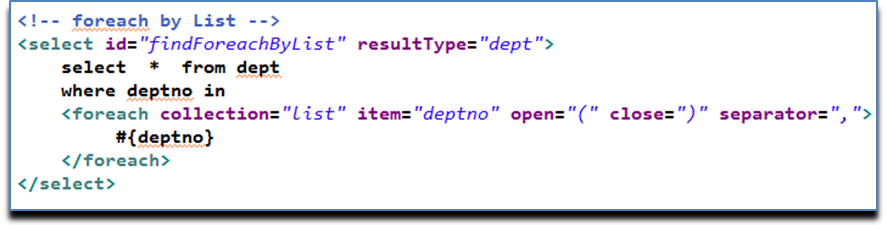 <!-- foreach by List -->
<select id="findForeachByList" resultType="dept">
    select  *  from dept
    where deptno in
    <foreach collection="list" item="deptno" open="(" close=")" separator=",">
         #{deptno}
    </foreach>
</select>